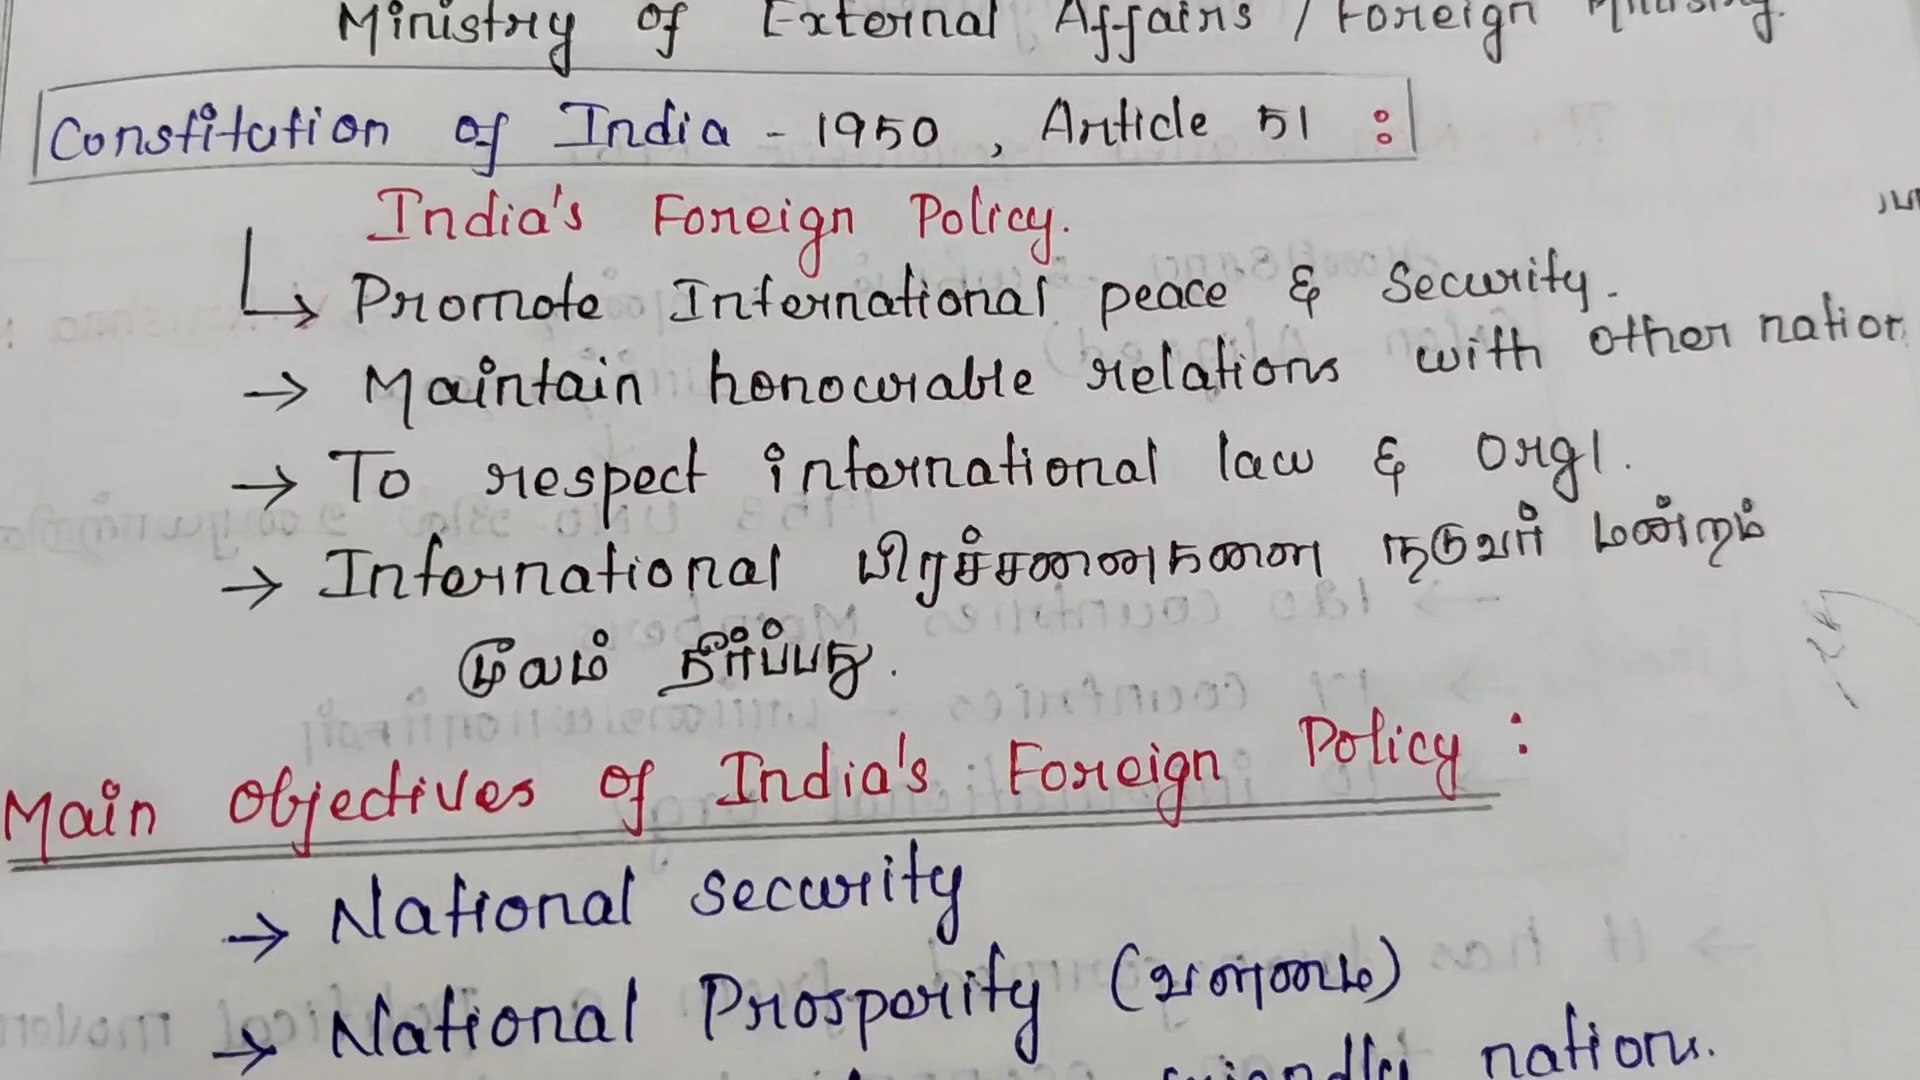 Ministry of External Affairs / Foreign
Constitution of India - 1950, Article 51 :
India's Foreign Policy.
↳ Promote International peace & Security.
→ Maintain honourable relations with other nation
→ To respect international law & Orgl.
→ International பிரச்சனைகளை நடுவர் மன்றம்
மூலம் தீர்ப்பது.
Main Objectives of India's Foreign Policy :
→ National Security
→ National Prosperity (வளமை)
nations.